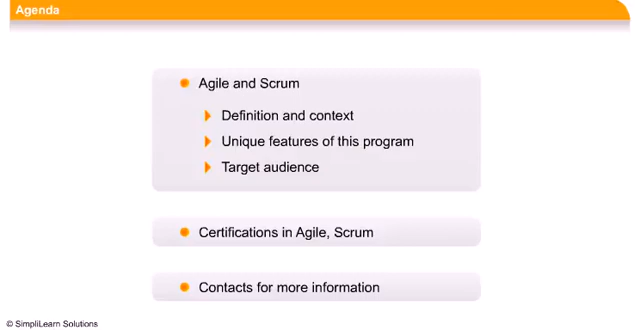 Agenda
Agile and Scrum
Definition and context
Unique features of this program
Target audience
Certifications in Agile, Scrum
Contacts for more information
© SimpliLearn Solutions